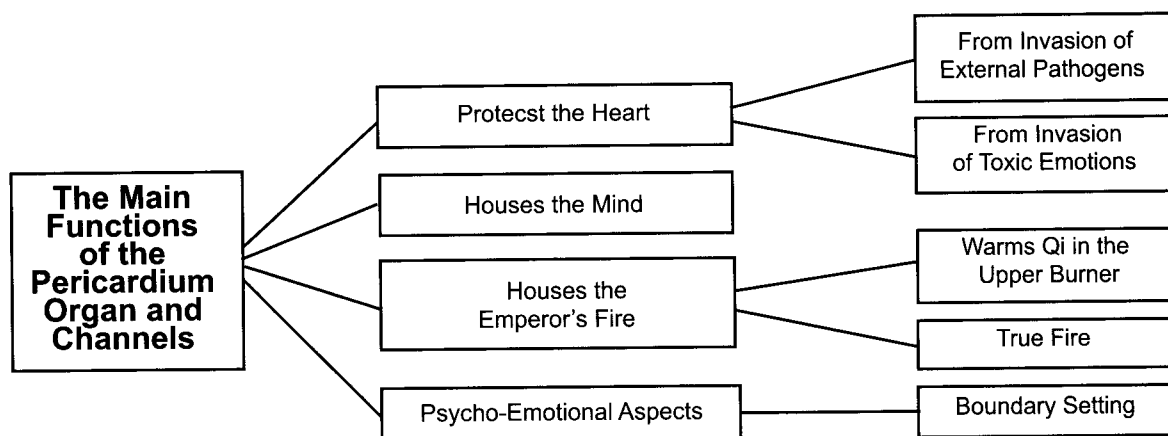 The Main
Functions
of the
Pericardium
Organ and
Channels
Protecst the Heart
From Invasion of
External Pathogens
From Invasion
of Toxic Emotions
Houses the Mind
Houses the
Emperor's Fire
Warms Qi in the
Upper Burner
True Fire
Psycho-Emotional Aspects
Boundary Setting